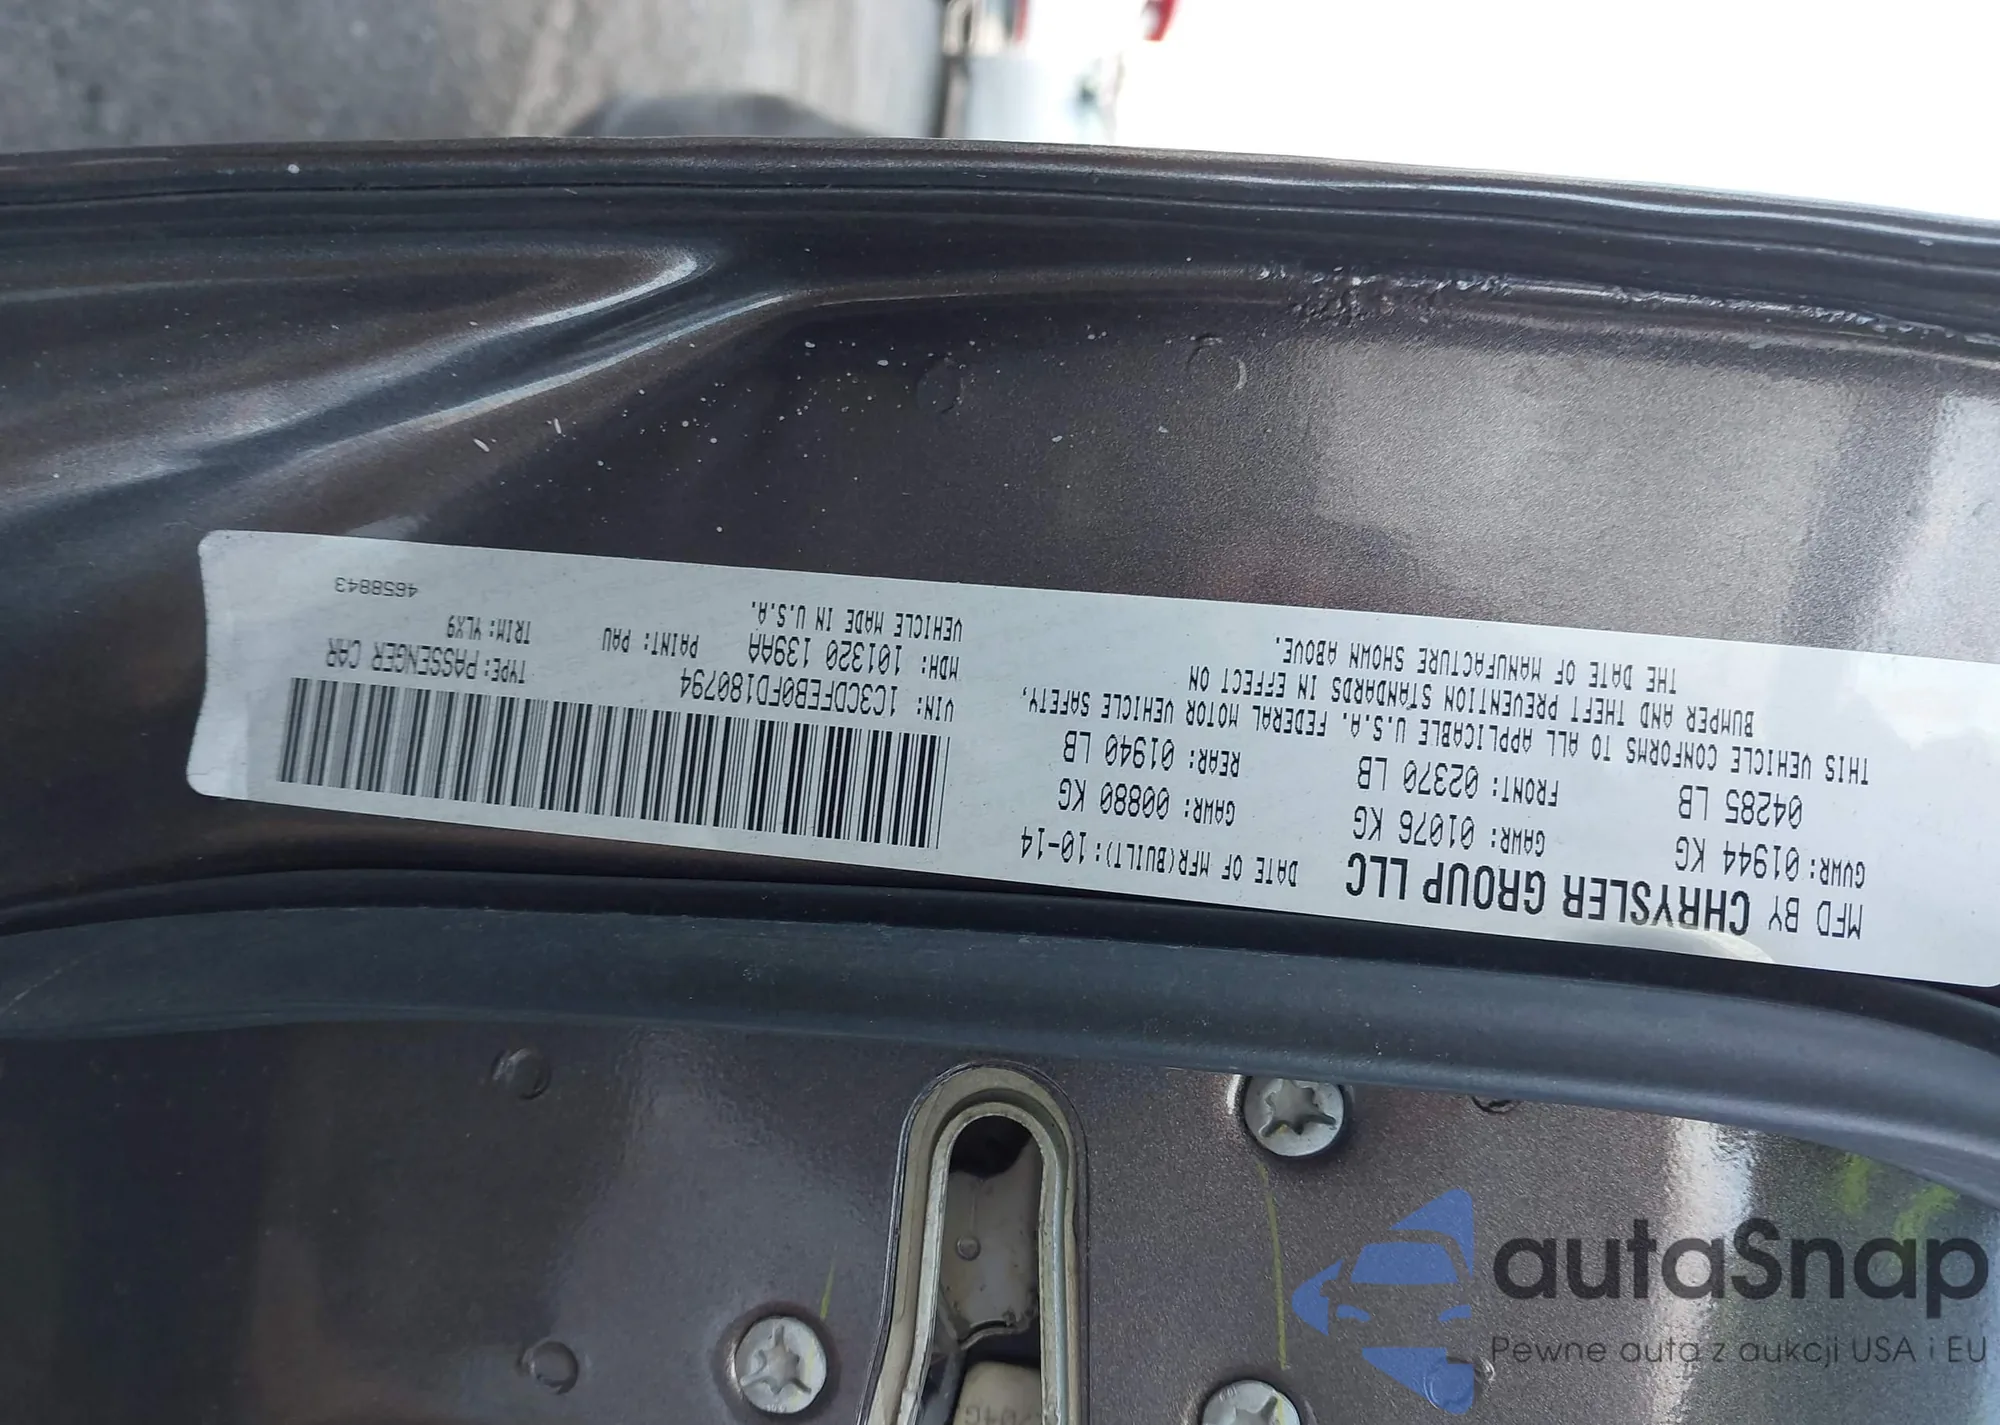 MFD BY CHRYSLER GROUP LLC
DATE OF MFR(BUILT):10-14
GVWR: 01944 KG
04285 LB
GAWR: 01076 KG
FRONT: 02370 LB
GAWR: 00880 KG
REAR: 01940 LB
THIS VEHICLE CONFORMS TO ALL APPLICABLE U.S.A. FEDERAL MOTOR VEHICLE SAFETY,
BUMPER AND THEFT PREVENTION STANDARDS IN EFFECT ON
THE DATE OF MANUFACTURE SHOWN ABOVE.
VIN: 1C3CDFEB0FD180794
TYPE:PASSENGER CAR
MDH: 101320 139AA
PAINT: PAU
TRIM: YLX9
VEHICLE MADE IN U.S.A.
4658843
autaSnap
Pewne auta z aukcji USA i EU